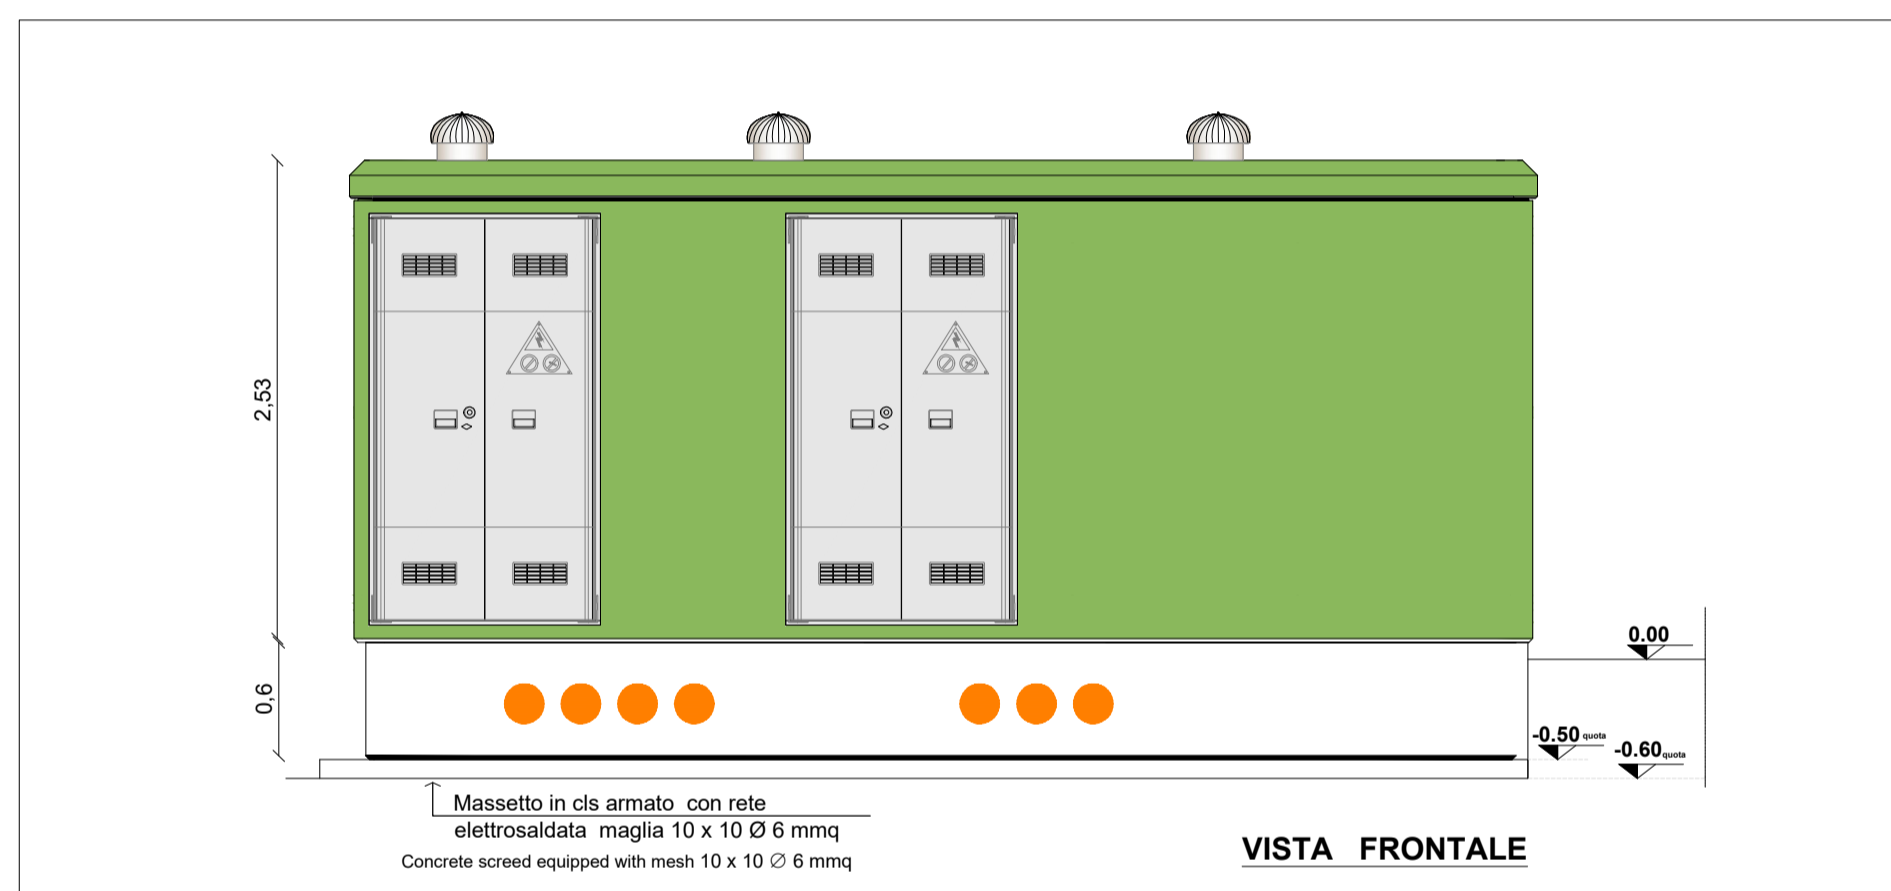 2,53
0.00
0,6
-0.50 quota
-0.60 quota
Massetto in cls armato con rete
elettrosaldata maglia 10 x 10 Ø 6 mmq
Concrete screed equipped with mesh 10 x 10 ∅ 6 mmq
VISTA FRONTALE